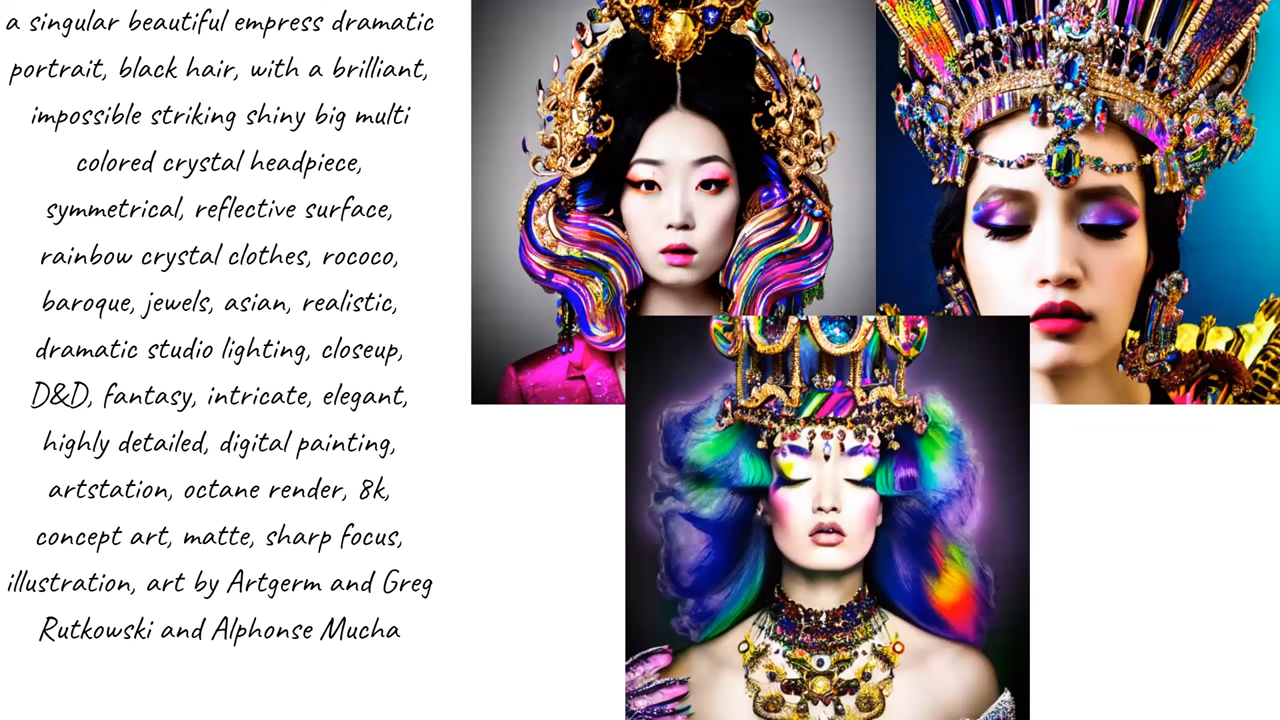 a singular beautiful empress dramatic
portrait, black hair, with a brilliant,
impossible striking shiny big multi
colored crystal headpiece,
symmetrical, reflective surface,
rainbow crystal clothes, rococo,
baroque, jewels, asian, realistic,
dramatic studio lighting, closeup,
D&D, fantasy, intricate, elegant,
highly detailed, digital painting,
artstation, octane render, 8k,
concept art, matte, sharp focus,
illustration, art by Artgerm and Greg
Rutkowski and Alphonse Mucha